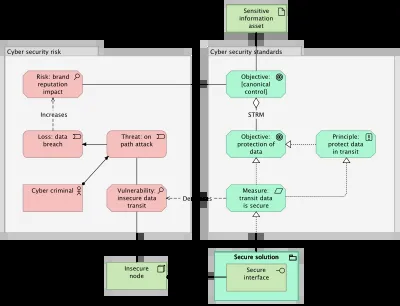 Sensitive
information
asset
Cyber security risk
Cyber security standards
Risk: brand
reputation
impact
Objective:
[canonical
control]
Increases
STRM
Loss: data
breach
Threat: on
path attack
Objective:
protection of
data
Principle:
protect data
in transit
Cyber criminal
Vulnerability:
insecure data
transit
Measure:
transit data
is secure
Insecure
node
Secure solution
Secure
interface